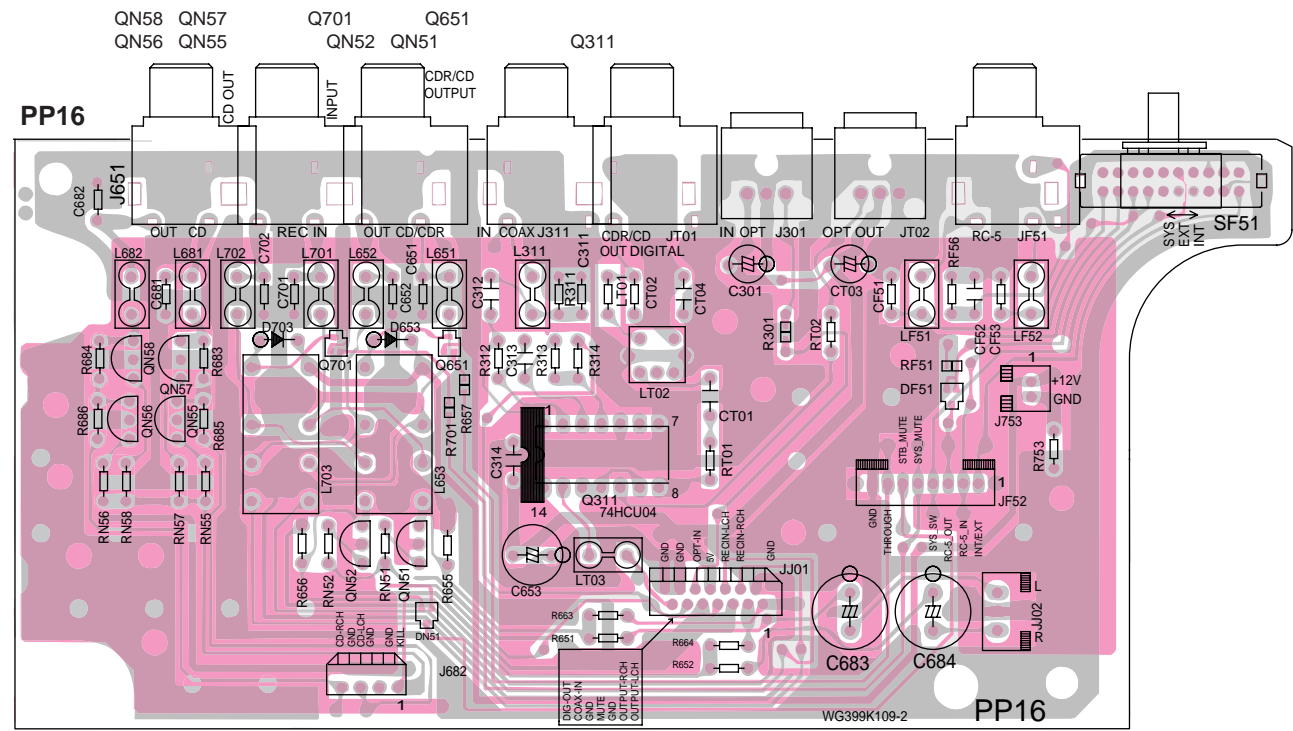 QN58 QN57 Q701 Q651
QN56 QN55 QN52 QN51 Q311
PP16
CD OUT
INPUT
CDR/CD
OUTPUT
C682
J651
OUT CD
REC IN
OUT CD/CDR
IN COAX J311
CDR/CD
OUT DIGITAL
JT01
IN OPT J301
OPT OUT JT02
RC-5 JF51
SF51
SYS
EXT
INT
L682
C681
L681
L702
C702
C701
L701
L652
C652
C651
L651
C312
L311
R311
C311
LT01
CT02
CT04
C301
CT03
CF51
LF51
RF56
CF52
CF53
LF52
D703
D653
R684
QN58
QN57
R683
Q701
Q651
R312
C313
R313
R314
LT02
R301
RT02
RF51
DF51
1
+12V
GND
J753
R686
QN56
QN55
R685
R701
R657
CT01
RT01
R753
L703
L653
C314
1
7
Q311
74HCU04
14
8
STB_MUTE
SYS_MUTE
1
JF52
GND
THROUGH
SYS_SW
RC-5_OUT
RC-5_IN
INT/EXT
RN56
RN58
RN57
RN55
R656
RN52
QN52
RN51
QN51
R655
C653
LT03
GND
GND
OPT-IN
5V
RECIN-LCH
RECIN-RCH
GND
JJ01
1
DN51
CD-RCH
GND
CD-LCH
GND
GND
KILL
J682
1
R663
R651
R664
R652
DIG-OUT
COAX-IN
GND
MUTE
GND
OUTPUT-RCH
OUTPUT-LCH
C683
C684
L
R
JJ02
WG399K109-2
PP16